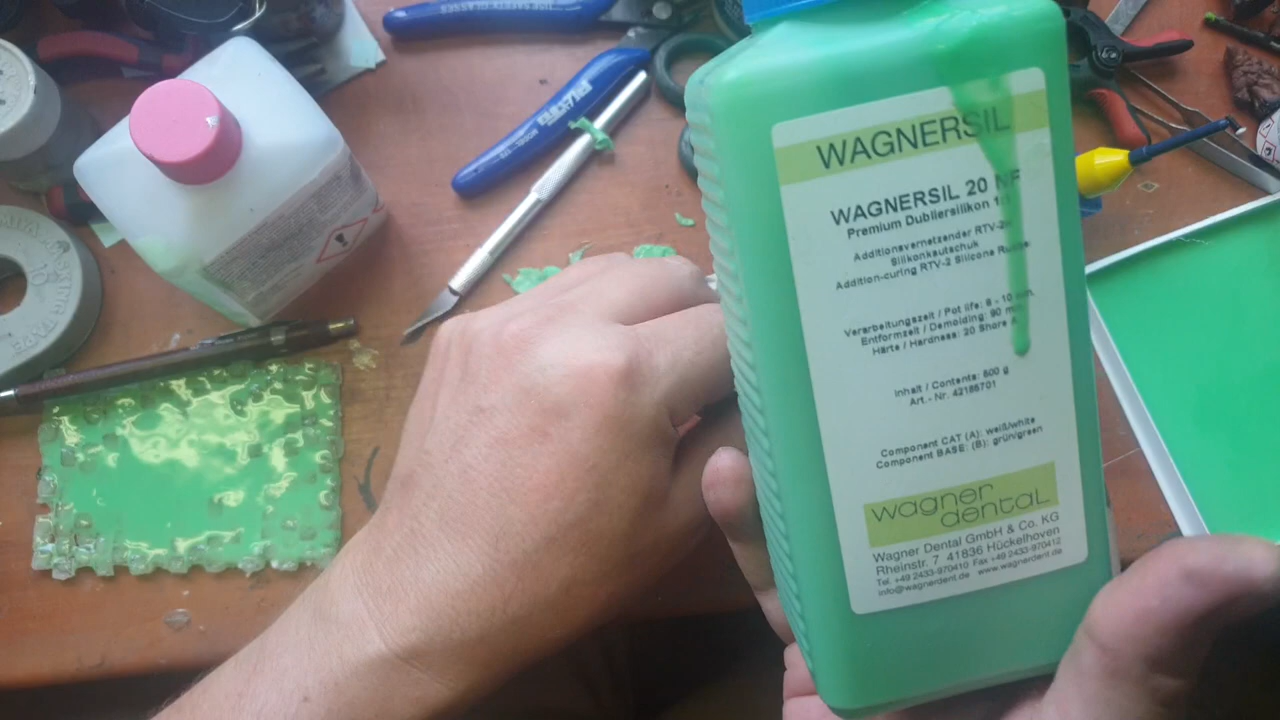 WAGNERSIL
WAGNERSIL 20 NF
Premium Dubliersilikon 1:1
Additionsvernetzender RTV-2-
Silikonkautschuk
Addition-curing RTV-2 Silicone Rubbe
Verarbeitungszeit / Pot life: 8 - 10 min.
Entformzeit / Demolding: 90 min
Härte / Hardness: 20 Shore A
Inhalt / Contents: 800 g
Art.- Nr. 42186701
Component CAT (A): weiß/white
Component BASE: (B): grün/green
wagner
dental
Wagner Dental GmbH & Co. KG
Rheinstr. 7 41836 Hückelhoven
Tel. +49 2433-970410 Fax +49 2433-970412
info@wagnerdent.de www.wagnerdent.de
PLATO
10